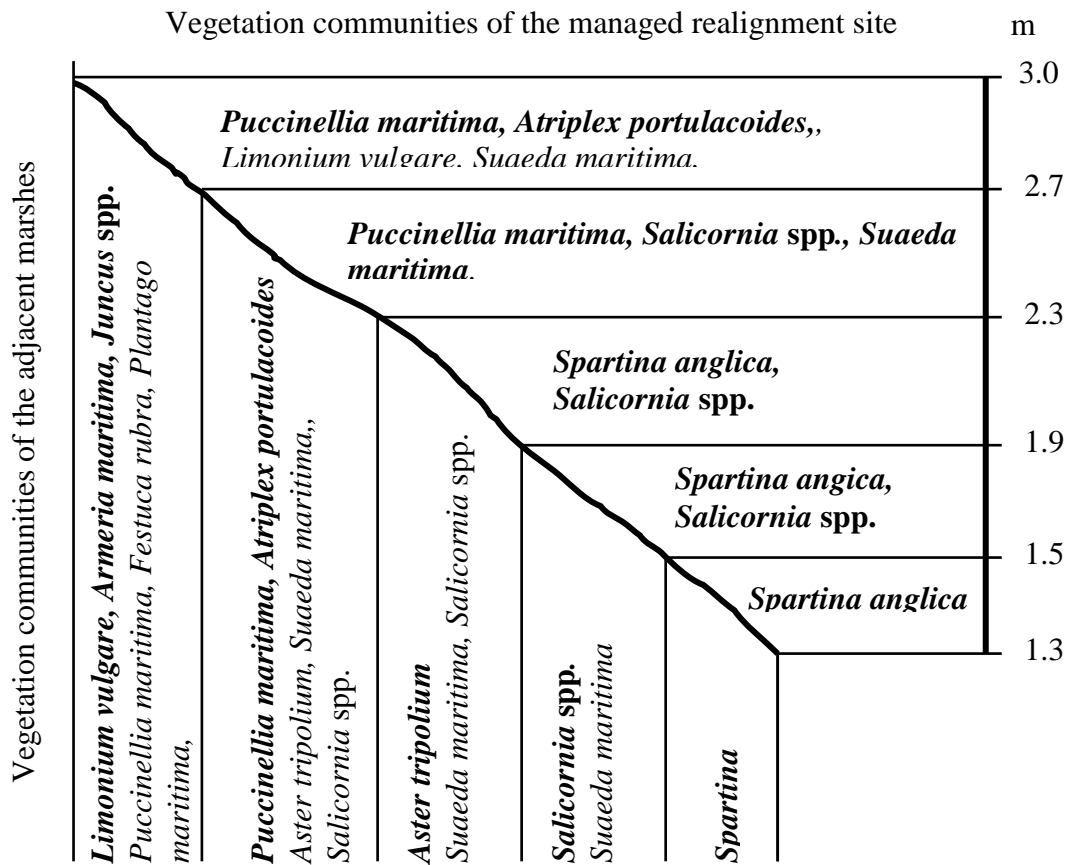 Vegetation communities of the managed realignment site
m
3.0
Puccinellia maritima, Atriplex portulacoides,,
Limonium vulgare, Suaeda maritima.
2.7
Puccinellia maritima, Salicornia spp., Suaeda
maritima.
2.3
Spartina anglica,
Salicornia spp.
1.9
Spartina angica,
Salicornia spp.
1.5
Spartina anglica
1.3
Vegetation communities of the adjacent marshes
Limonium vulgare, Armeria maritima, Juncus spp.
Puccinellia maritima, Festuca rubra, Plantago
maritima,
Puccinellia maritima, Atriplex portulacoides
Aster tripolium, Suaeda maritima,,
Salicornia spp.
Aster tripolium
Suaeda maritima, Salicornia spp.
Salicornia spp.
Suaeda maritima
Spartina